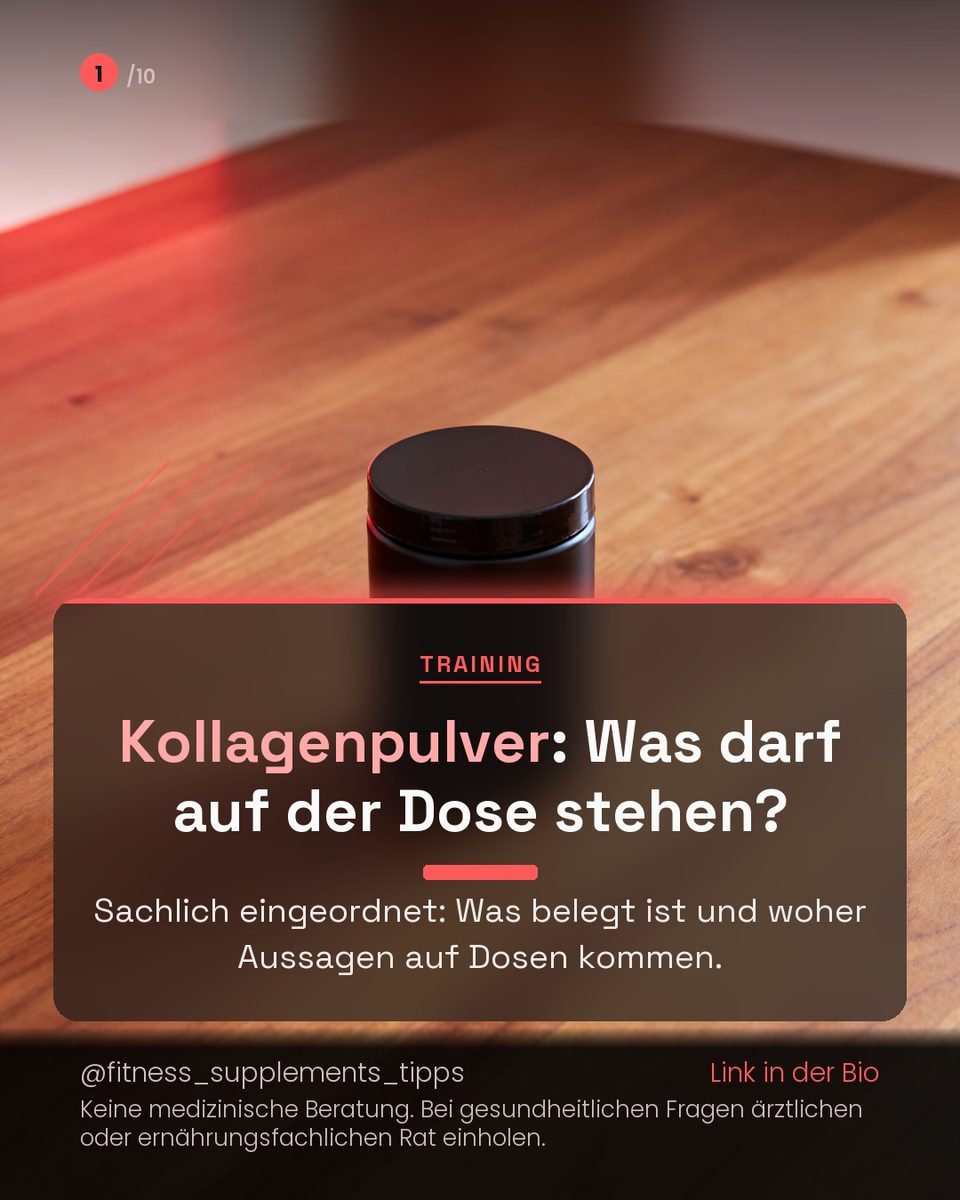 1 /10
TRAINING
Kollagenpulver: Was darf
auf der Dose stehen?
Sachlich eingeordnet: Was belegt ist und woher
Aussagen auf Dosen kommen.
@fitness_supplements_tipps
Link in der Bio
Keine medizinische Beratung. Bei gesundheitlichen Fragen ärztlichen
oder ernährungsfachlichen Rat einholen.